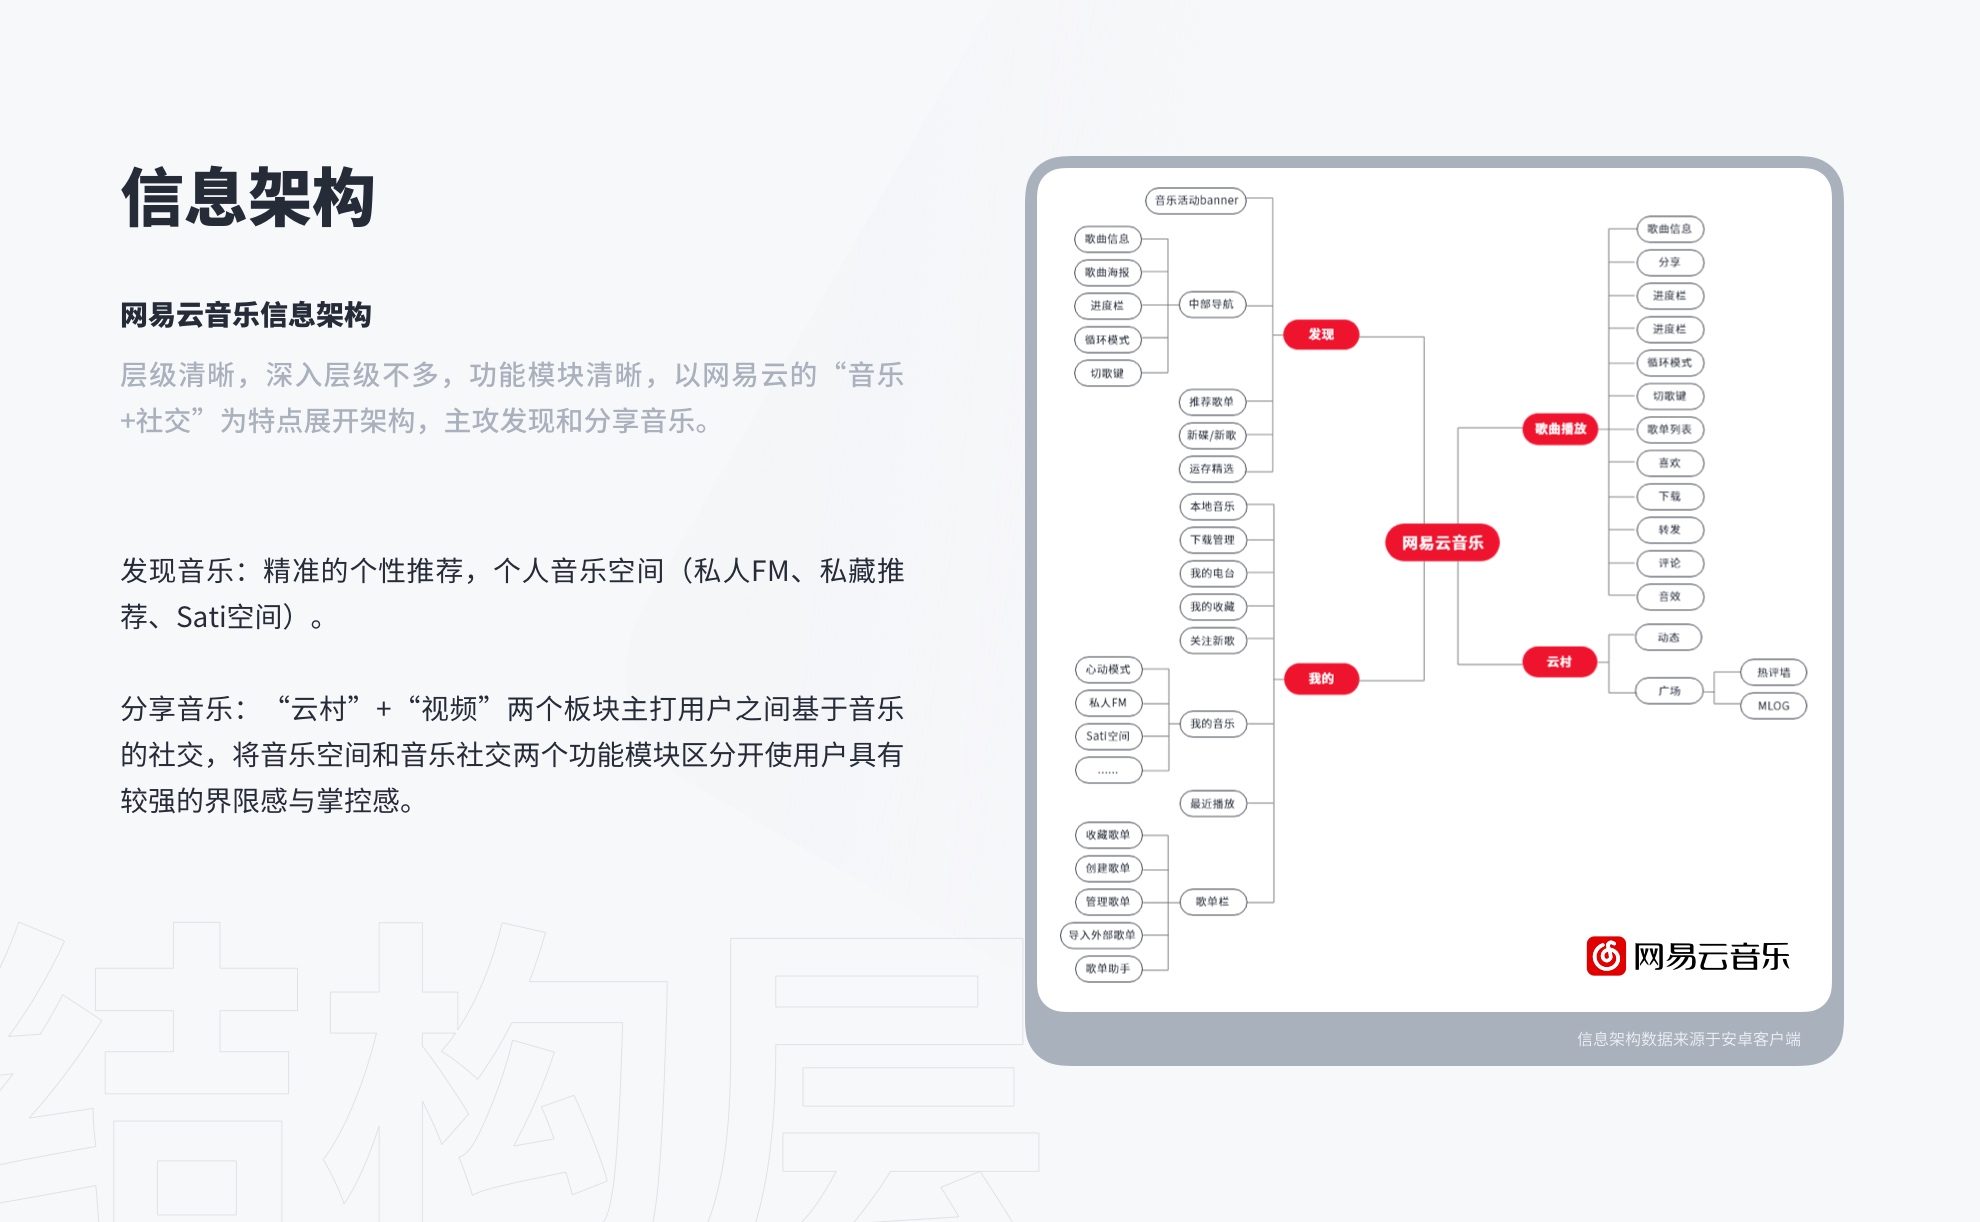 信息架构
网易云音乐信息架构
层级清晰，深入层级不多，功能模块清晰，以网易云的“音乐
+社交”为特点展开架构，主攻发现和分享音乐。
发现音乐：精准的个性推荐，个人音乐空间（私人FM、私藏推
荐、Sati空间）。
分享音乐：“云村”+“视频”两个板块主打用户之间基于音乐
的社交，将音乐空间和音乐社交两个功能模块区分开使用户具有
较强的界限感与掌控感。
结构层
音乐活动banner
歌曲信息
歌曲海报
进度栏
循环模式
切歌键
中部导航
推荐歌单
新碟/新歌
运存精选
发现
本地音乐
下载管理
我的电台
我的收藏
关注新歌
心动模式
私人FM
Sati空间
……
我的音乐
最近播放
收藏歌单
创建歌单
管理歌单
导入外部歌单
歌单助手
歌单栏
我的
网易云音乐
歌曲播放
歌曲信息
分享
进度栏
进度栏
循环模式
切歌键
歌单列表
喜欢
下载
转发
评论
音效
云村
动态
广场
热评墙
MLOG
网易云音乐
信息架构数据来源于安卓客户端